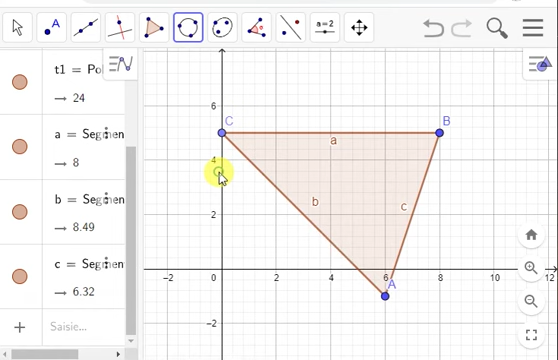 A
a=2
t1 = Po
→ 24
a = Segmen
→ 8
b = Segmen
→ 8.49
c = Segmen
→ 6.32
+ Saisie...
C
B
a
b
c
A
6
4
2
−2
−2
0
2
4
6
8
10
12